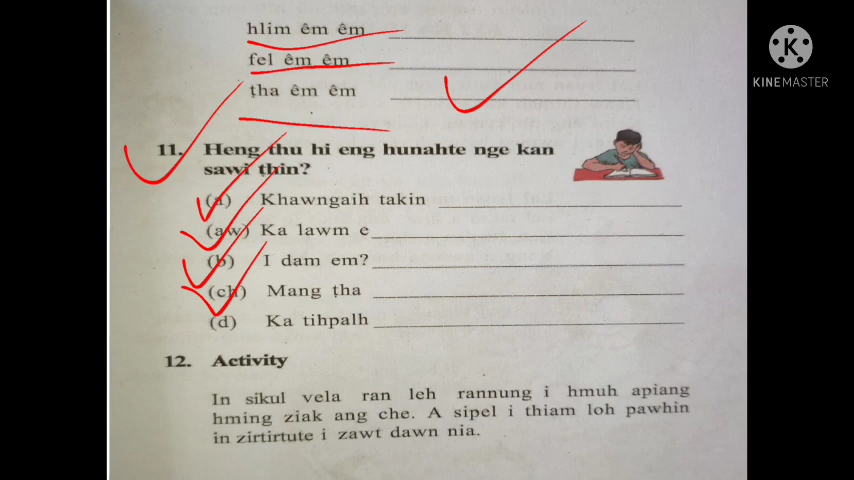 hlim êm êm
fel êm êm
ṭha êm êm
K
KINEMASTER
11. Heng thu hi eng hunahte nge kan
sawi ṭhin?
(a) Khawngaih takin
(aw) Ka lawm e
(b) I dam em?
(ch) Mang ṭha
(d) Ka tihpalh
12. Activity
In sikul vela ran leh rannung i hmuh apiang
hming ziak ang che. A sipel i thiam loh pawhin
in zirtirtute i zawt dawn nia.